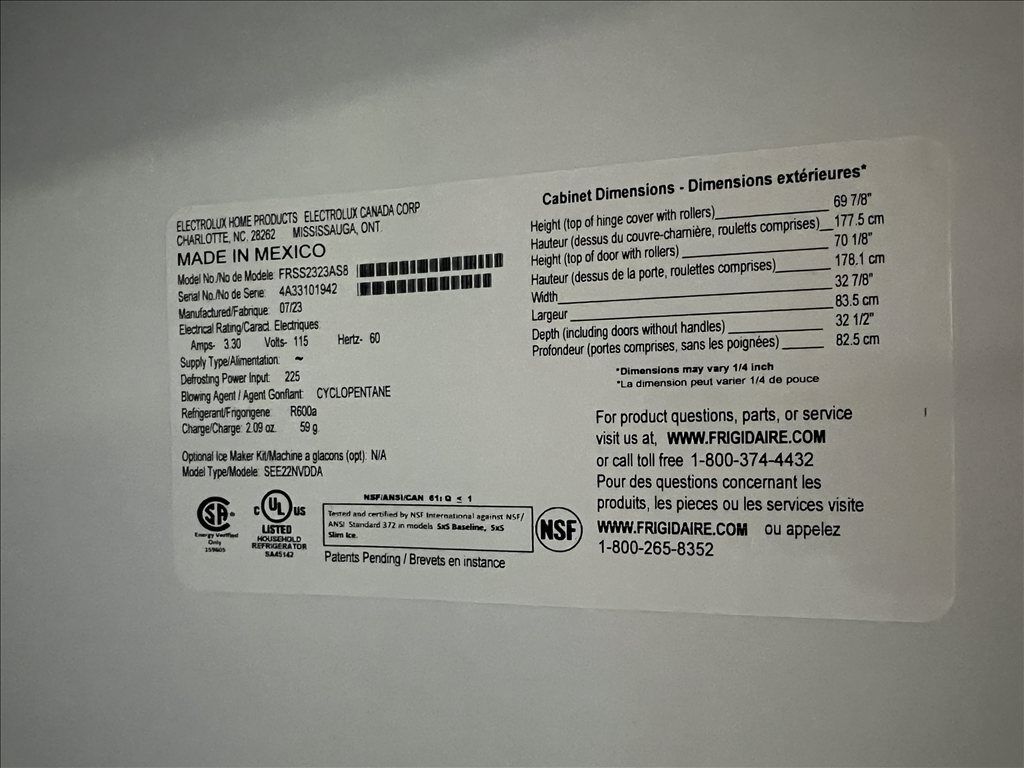 ELECTROLUX HOME PRODUCTS ELECTROLUX CANADA CORP
CHARLOTTE, NC. 28262 MISSISSAUGA, ONT.
MADE IN MEXICO
Model No./No de Modele: FRSS2323AS8
Serial No./No de Serie: 4A33101942
Manufactured/Fabrique: 07/23
Electrical Rating/Caract. Electriques:
Amps- 3.30 Volts- 115 Hertz- 60
Supply Type/Alimentation: ~
Defrosting Power Input: 225
Blowing Agent / Agent Gonflant: CYCLOPENTANE
Refrigerant/Frigorigene: R600a
Charge/Charge: 2.09 oz. 59 g.
Optional Ice Maker Kit/Machine a glacons (opt): N/A
Model Type/Modele: SEE22NVDDA
SA
Energy Verified
Only
159605
C UL US
LISTED
HOUSEHOLD
REFRIGERATOR
SA45142
NSF/ANSI/CAN 61: Q ≤ 1
Tested and certified by NSF International against NSF/
ANSI Standard 372 in models 5x5 Baseline, 5x5
Slim Ice.
NSF
Patents Pending / Brevets en instance
Cabinet Dimensions - Dimensions extérieures*
Height (top of hinge cover with rollers) 69 7/8"
Hauteur (dessus du couvre-charnière, roulettes comprises) 177.5 cm
Height (top of door with rollers) 70 1/8"
Hauteur (dessus de la porte, roulettes comprises) 178.1 cm
Width 32 7/8"
Largeur 83.5 cm
Depth (including doors without handles) 32 1/2"
Profondeur (portes comprises, sans les poignées) 82.5 cm
*Dimensions may vary 1/4 inch
*La dimension peut varier 1/4 de pouce
For product questions, parts, or service
visit us at, WWW.FRIGIDAIRE.COM
or call toll free 1-800-374-4432
Pour des questions concernant les
produits, les pieces ou les services visite
WWW.FRIGIDAIRE.COM ou appelez
1-800-265-8352